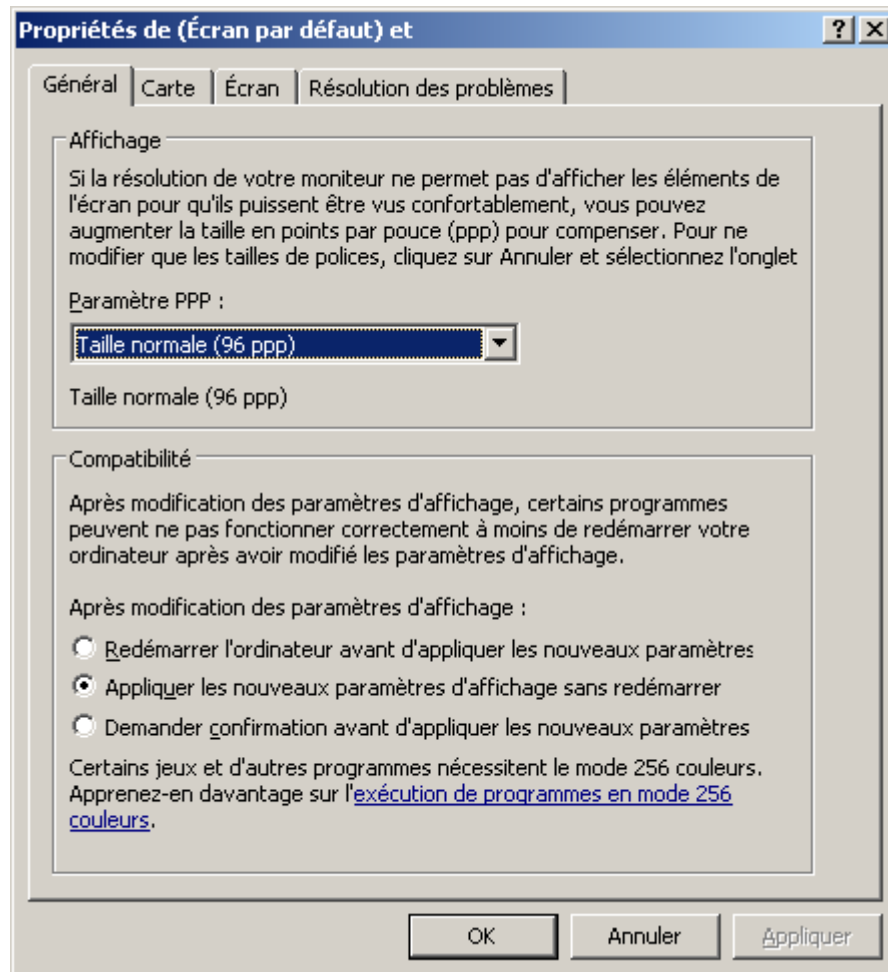 Propriétés de (Écran par défaut) et
Général Carte Écran Résolution des problèmes
Affichage
Si la résolution de votre moniteur ne permet pas d'afficher les éléments de
l'écran pour qu'ils puissent être vus confortablement, vous pouvez
augmenter la taille en points par pouce (ppp) pour compenser. Pour ne
modifier que les tailles de polices, cliquez sur Annuler et sélectionnez l'onglet
Paramètre PPP :
Taille normale (96 ppp)
Taille normale (96 ppp)
Compatibilité
Après modification des paramètres d'affichage, certains programmes
peuvent ne pas fonctionner correctement à moins de redémarrer votre
ordinateur après avoir modifié les paramètres d'affichage.
Après modification des paramètres d'affichage :
Redémarrer l'ordinateur avant d'appliquer les nouveaux paramètres
Appliquer les nouveaux paramètres d'affichage sans redémarrer
Demander confirmation avant d'appliquer les nouveaux paramètres
Certains jeux et d'autres programmes nécessitent le mode 256 couleurs.
Apprenez-en davantage sur l'exécution de programmes en mode 256
couleurs.
OK Annuler Appliquer